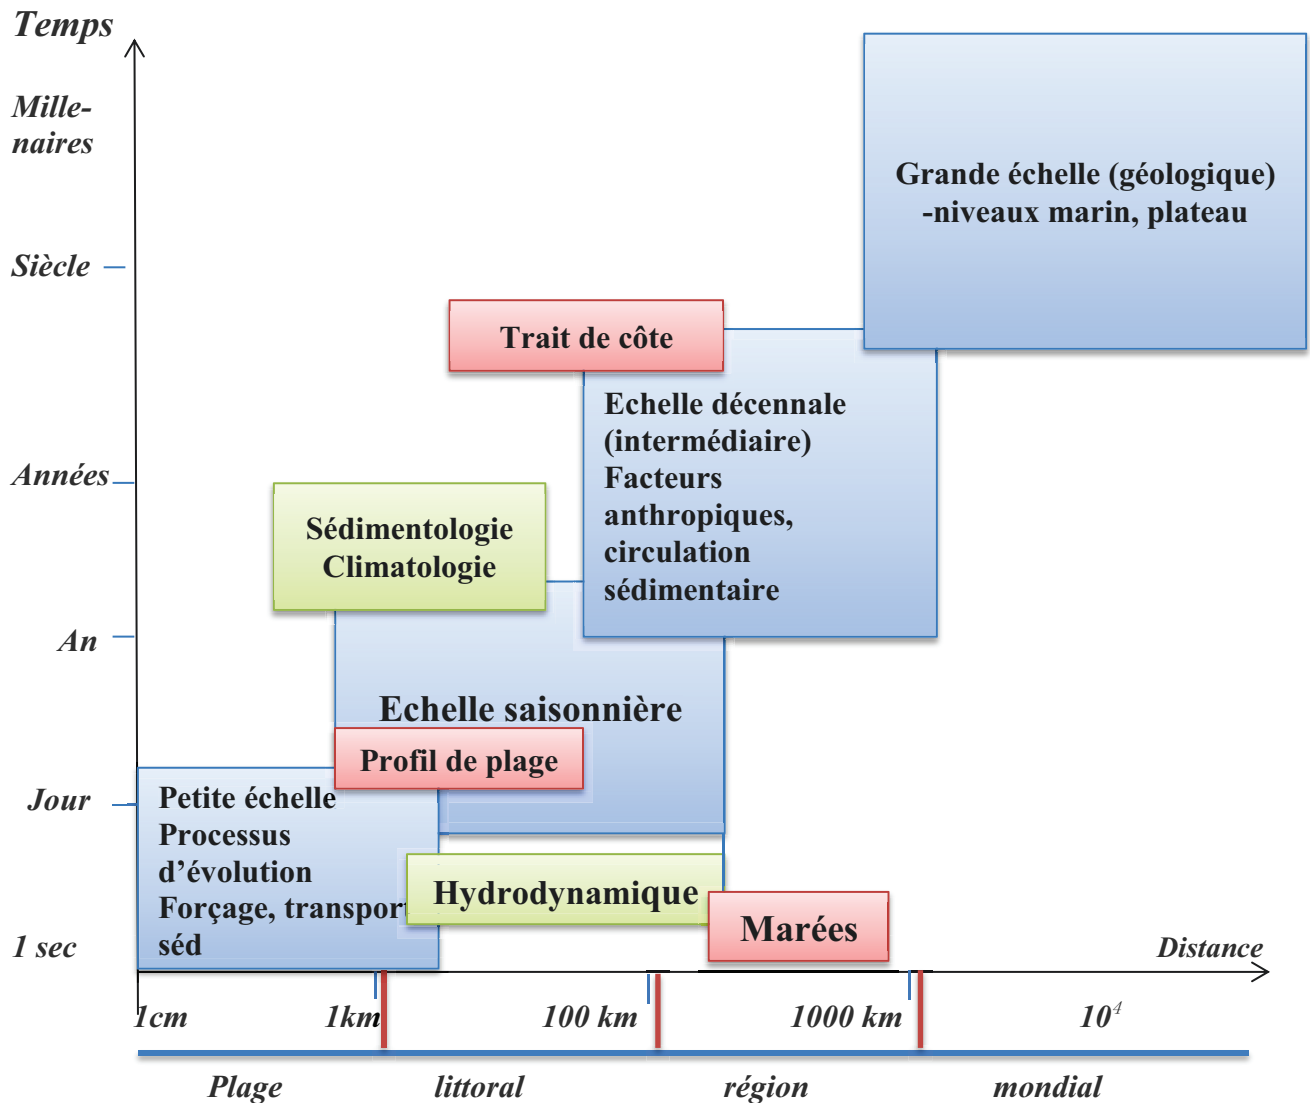 Temps
Mille-
naires
Grande échelle (géologique)
-niveaux marin, plateau
Siècle
Trait de côte
Echelle décennale
(intermédiaire)
Facteurs
anthropiques,
circulation
sédimentaire
Années
Sédimentologie
Climatologie
An
Echelle saisonnière
Profil de plage
Jour
Petite échelle
Processus
d’évolution
Forçage, transport
séd
Hydrodynamique
Marées
1 sec
Distance
1cm 1km 100 km 1000 km 10⁴
Plage littoral région mondial